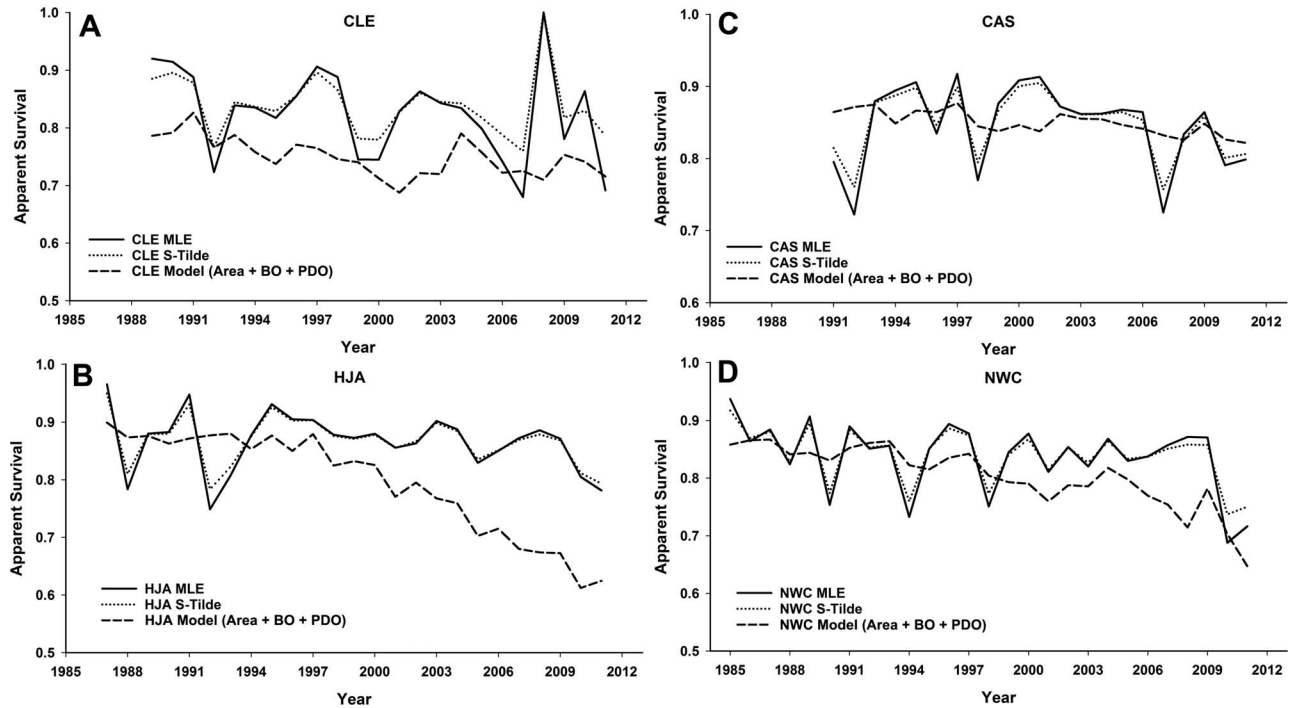 A
CLE
1.0
0.9
0.8
0.7
0.6
0.5
Apparent Survival
CLE MLE
CLE S-Tilde
CLE Model (Area + BO + PDO)
1985 1988 1991 1994 1997 2000 2003 2006 2009 2012
Year
C
CAS
1.0
0.9
0.8
0.7
0.6
Apparent Survival
CAS MLE
CAS S-Tilde
CAS Model (Area + BO + PDO)
1985 1988 1991 1994 1997 2000 2003 2006 2009 2012
Year
B
HJA
1.0
0.9
0.8
0.7
0.6
0.5
Apparent Survival
HJA MLE
HJA S-Tilde
HJA Model (Area + BO + PDO)
1985 1988 1991 1994 1997 2000 2003 2006 2009 2012
Year
D
NWC
1.0
0.9
0.8
0.7
0.6
0.5
Apparent Survival
NWC MLE
NWC S-Tilde
NWC Model (Area + BO + PDO)
1985 1988 1991 1994 1997 2000 2003 2006 2009 2012
Year